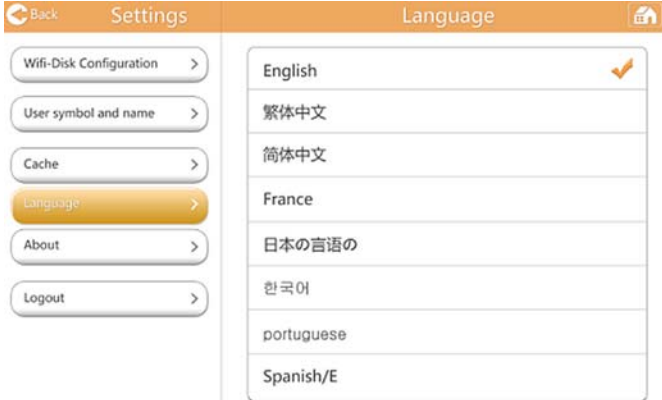 Back
Settings
Language
Wifi-Disk Configuration
User symbol and name
Cache
Language
About
Logout
English
繁体中文
简体中文
France
日本の言语の
한국어
portuguese
Spanish/E